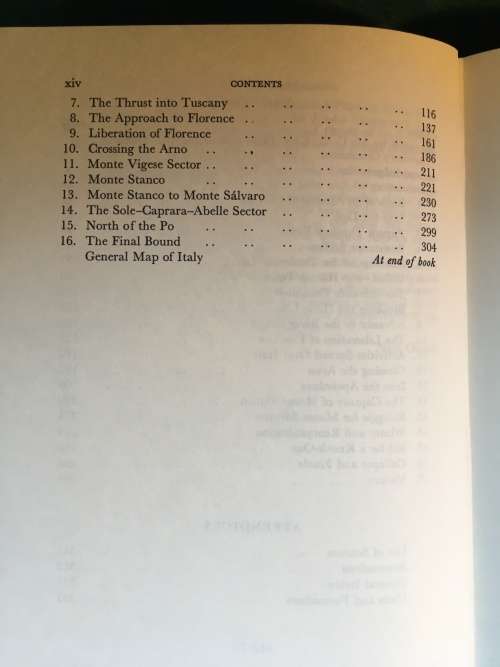 xiv CONTENTS
7. The Thrust into Tuscany .. .. .. .. .. 116
8. The Approach to Florence .. .. .. .. .. 137
9. Liberation of Florence .. .. .. .. .. 161
10. Crossing the Arno .. .. .. .. .. .. 186
11. Monte Vigese Sector .. .. .. .. .. .. 211
12. Monte Stanco .. .. .. .. .. .. 221
13. Monte Stanco to Monte Sálvaro .. .. .. .. 230
14. The Sole–Caprara–Abelle Sector .. .. .. .. 273
15. North of the Po .. .. .. .. .. .. 299
16. The Final Bound .. .. .. .. .. .. 304
General Map of Italy At end of book